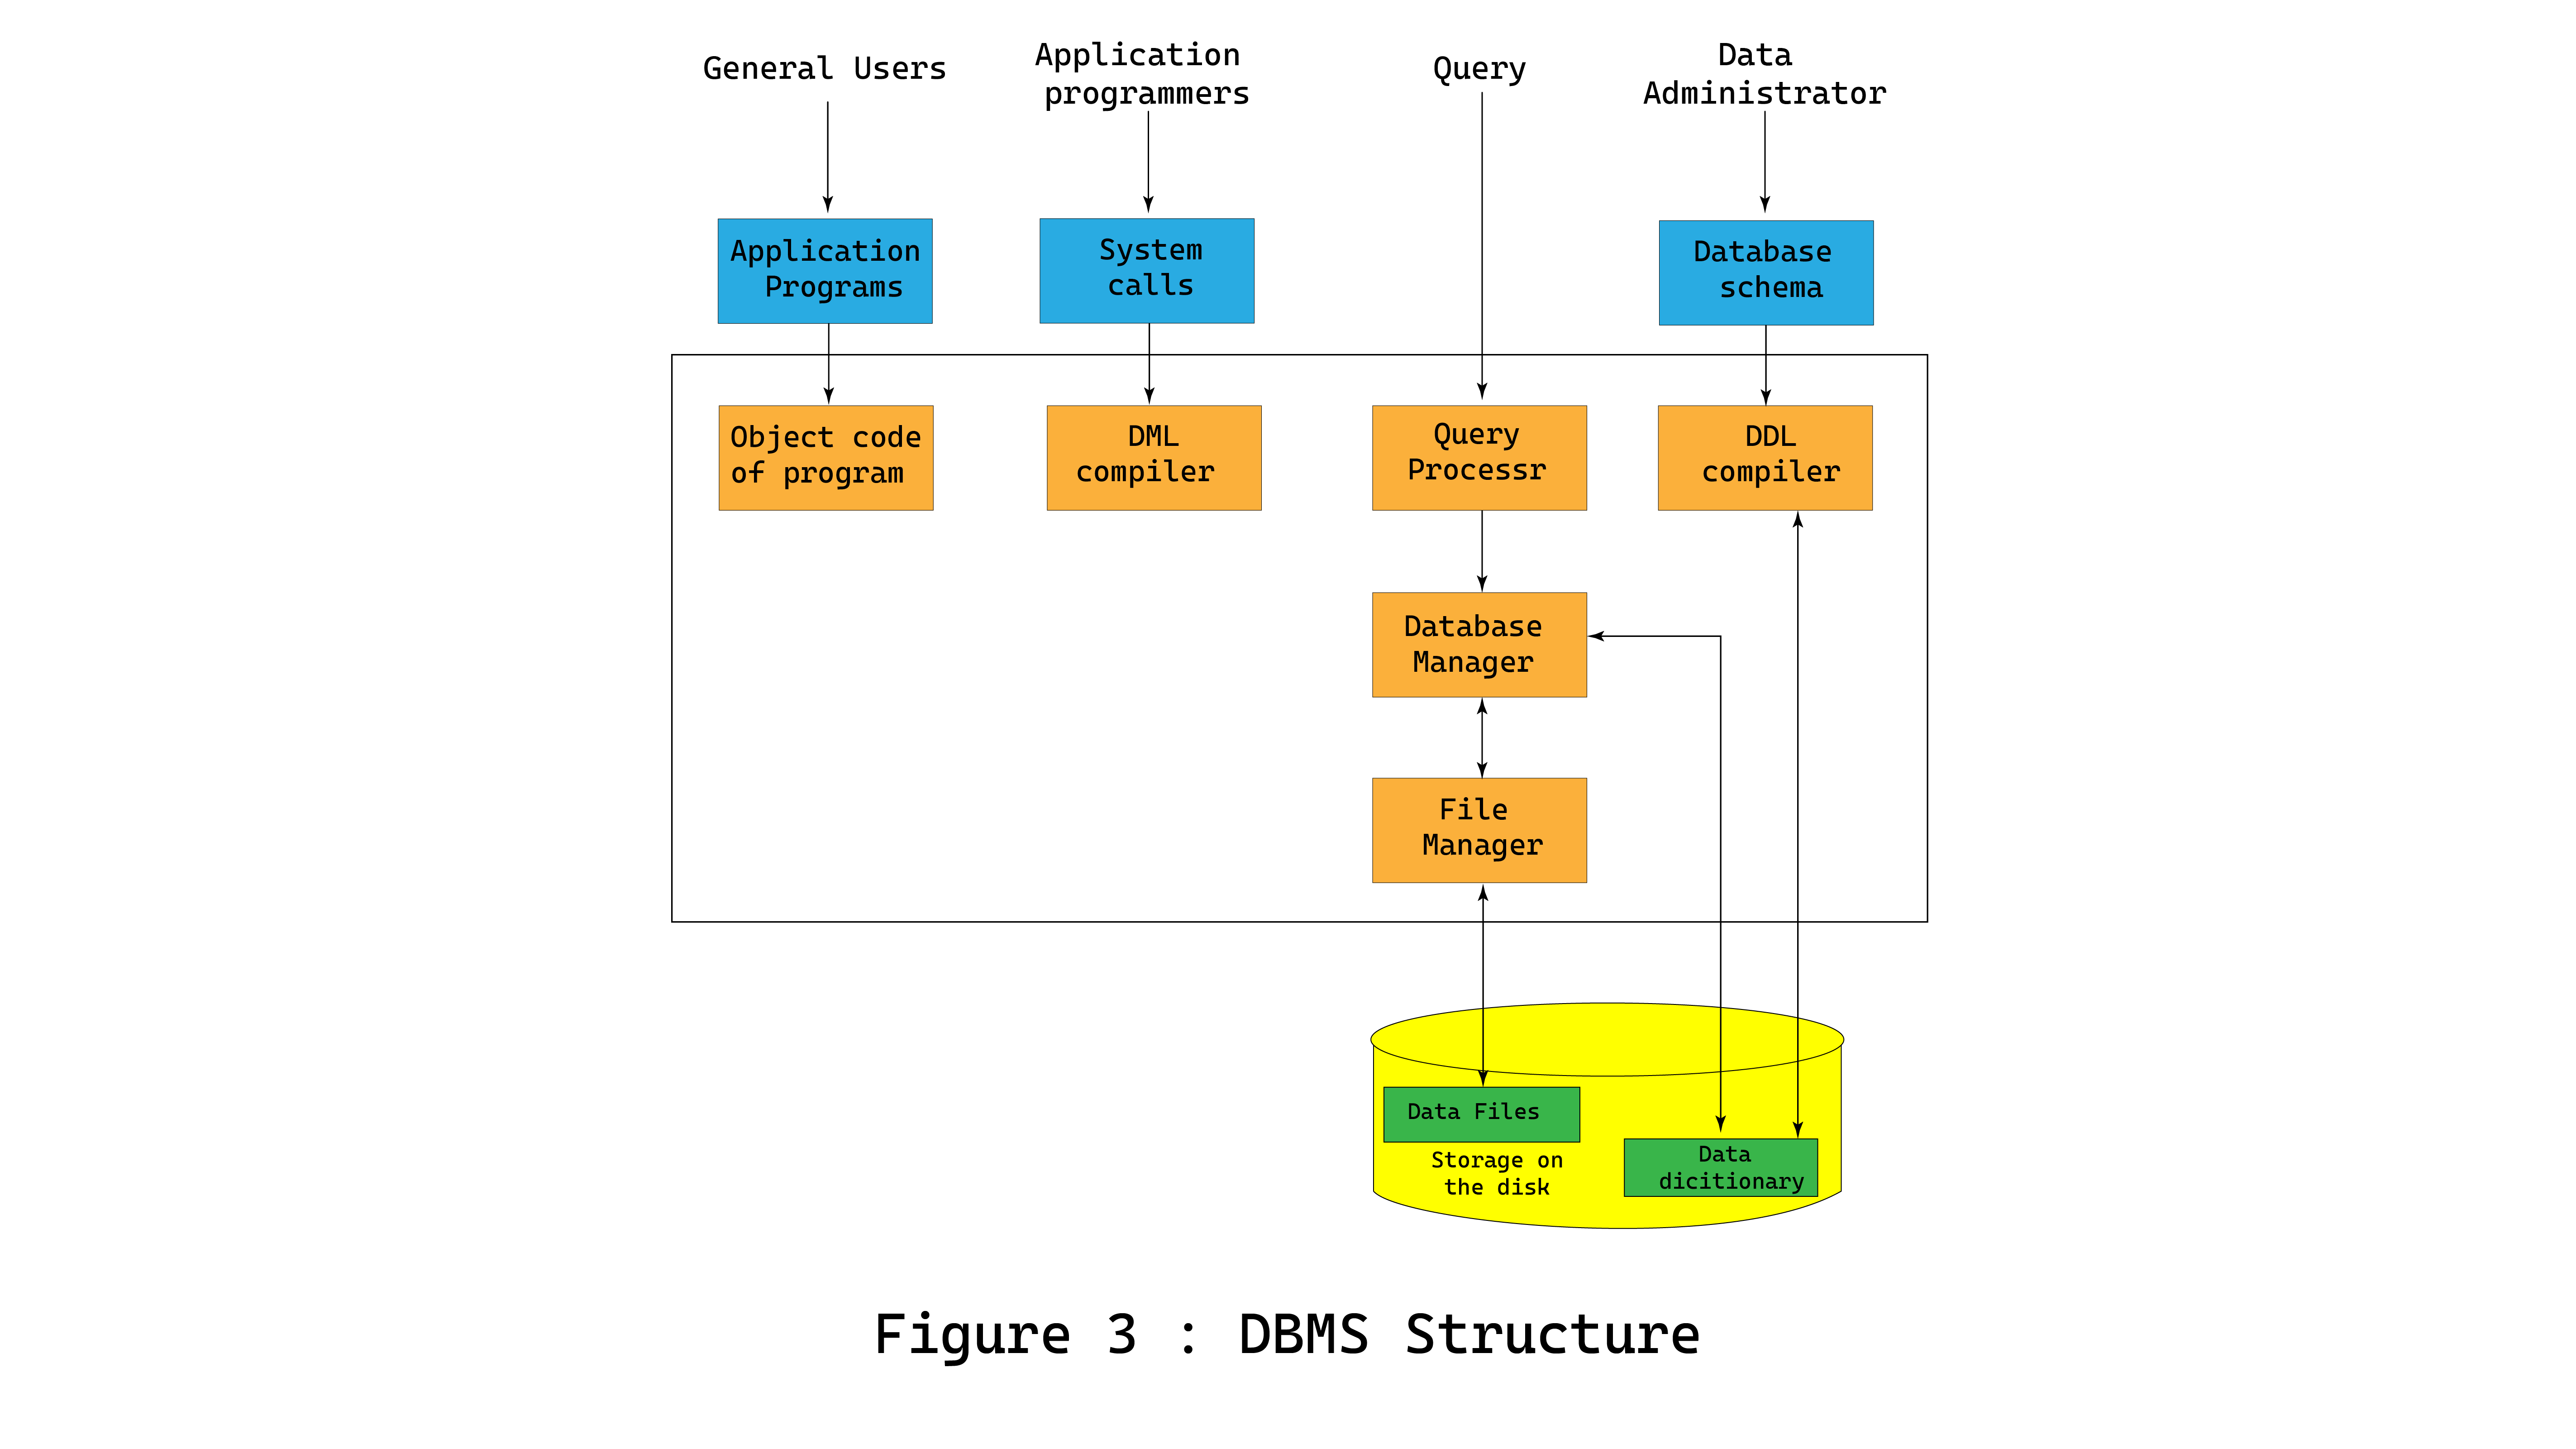 General Users
Application
programmers
Query
Data
Administrator
Application
Programs
System
calls
Database
schema
Object code
of program
DML
compiler
Query
Processr
DDL
compiler
Database
Manager
File
Manager
Data Files
Storage on
the disk
Data
dicitionary
Figure 3 : DBMS Structure